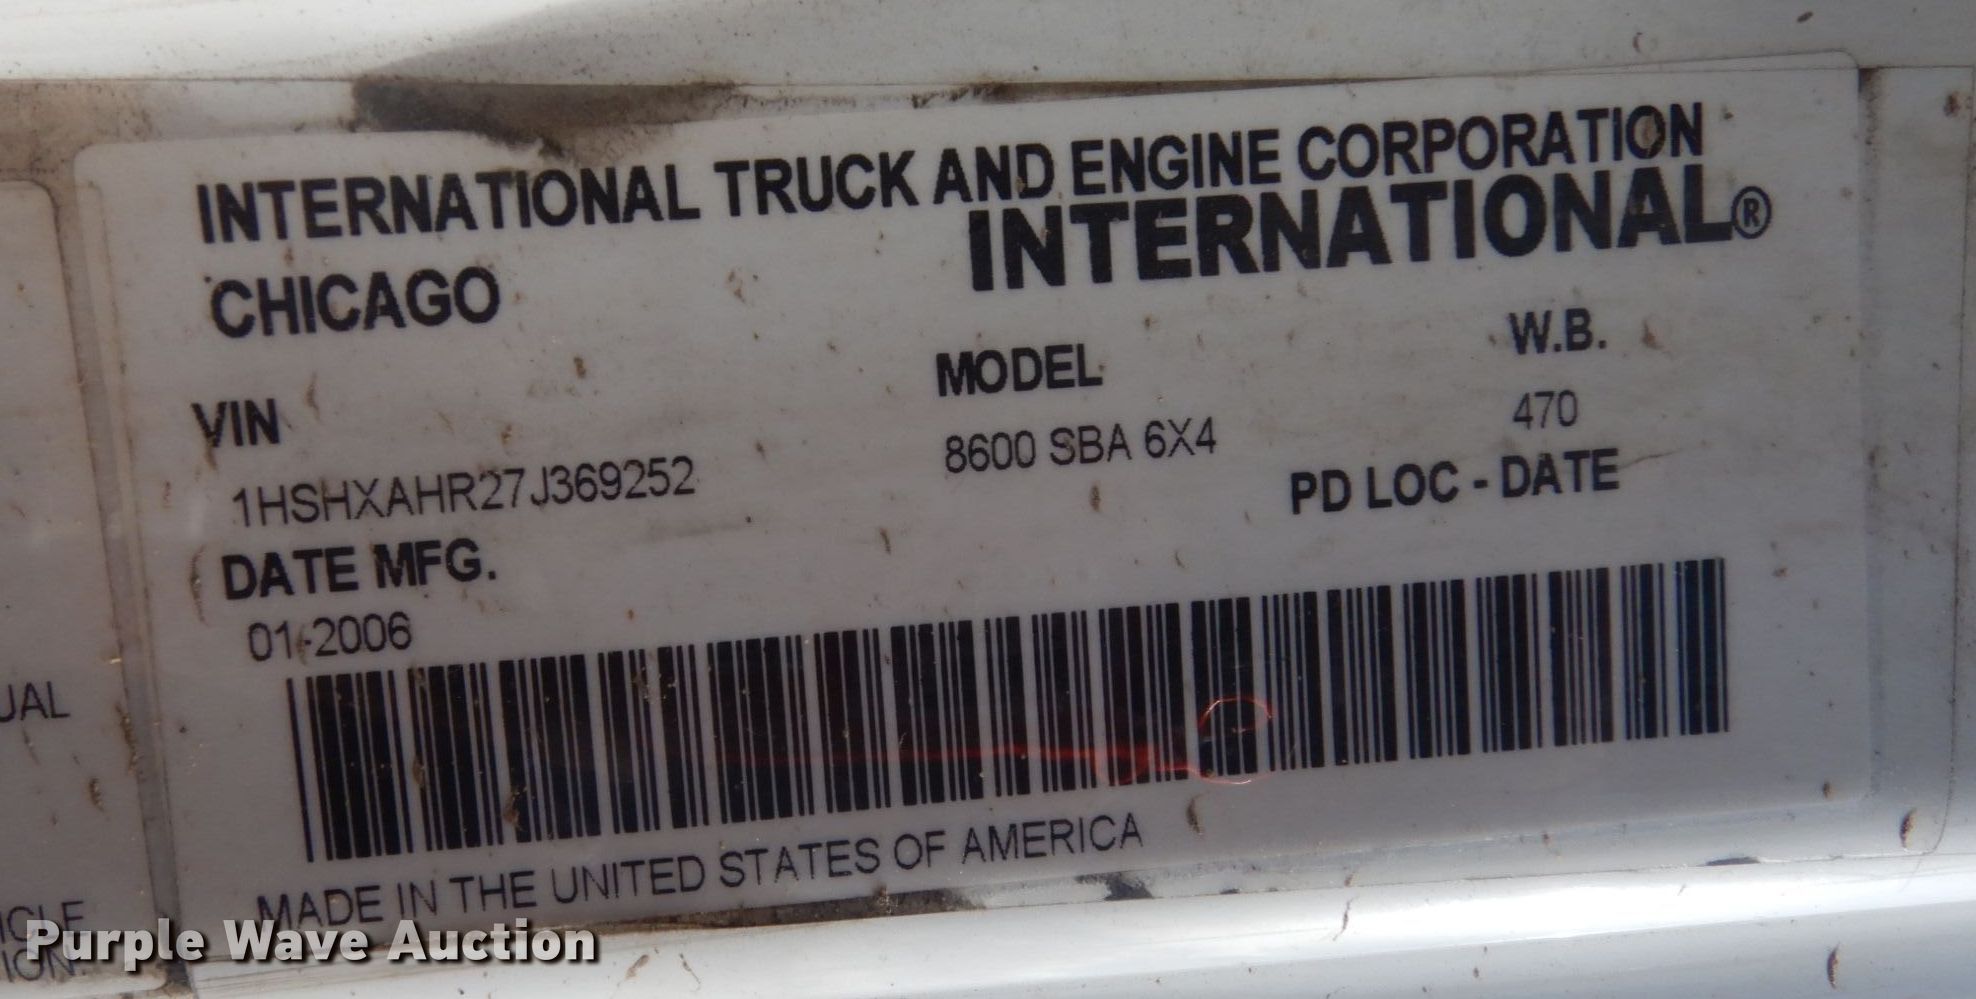 INTERNATIONAL TRUCK AND ENGINE CORPORATION
CHICAGO
INTERNATIONAL®
VIN
MODEL
W.B.
1HSHXAHR27J369252
8600 SBA 6X4
470
DATE MFG.
PD LOC - DATE
01-2006
MADE IN THE UNITED STATES OF AMERICA
UAL
Purple Wave Auction